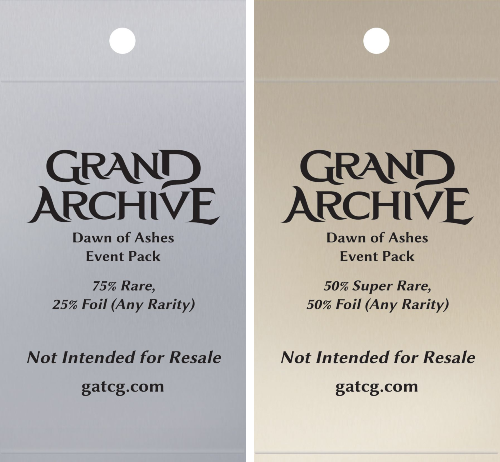 GRAND
ARCHIVE
Dawn of Ashes
Event Pack
75% Rare,
25% Foil (Any Rarity)
Not Intended for Resale
gatcg.com
GRAND
ARCHIVE
Dawn of Ashes
Event Pack
50% Super Rare,
50% Foil (Any Rarity)
Not Intended for Resale
gatcg.com